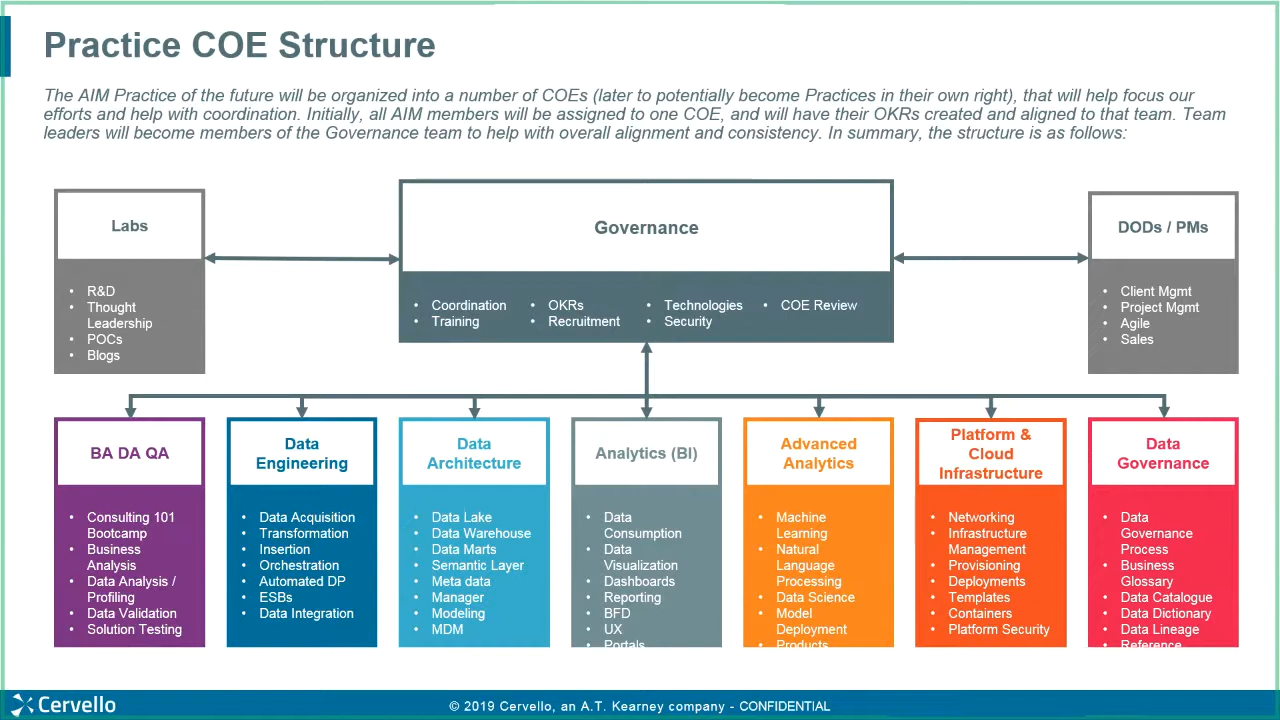 Practice COE Structure
The AIM Practice of the future will be organized into a number of COEs (later to potentially become Practices in their own right), that will help focus our
efforts and help with coordination. Initially, all AIM members will be assigned to one COE, and will have their OKRs created and aligned to that team. Team
leaders will become members of the Governance team to help with overall alignment and consistency. In summary, the structure is as follows:
Labs
• R&D
• Thought
Leadership
• POCs
• Blogs
Governance
• Coordination • OKRs • Technologies • COE Review
• Training • Recruitment • Security
DODs / PMs
• Client Mgmt
• Project Mgmt
• Agile
• Sales
BA DA QA
• Consulting 101
Bootcamp
• Business
Analysis
• Data Analysis /
Profiling
• Data Validation
• Solution Testing
Data
Engineering
• Data Acquisition
• Transformation
• Insertion
• Orchestration
• Automated DP
• ESBs
• Data Integration
Data
Architecture
• Data Lake
• Data Warehouse
• Data Marts
• Semantic Layer
• Meta data
• Manager
• Modeling
• MDM
Analytics (BI)
• Data
Consumption
• Data
Visualization
• Dashboards
• Reporting
• BFD
• UX
• Portals
Advanced
Analytics
• Machine
Learning
• Natural
Language
Processing
• Data Science
• Model
Deployment
• Products
Platform &
Cloud
Infrastructure
• Networking
• Infrastructure
Management
• Provisioning
• Deployments
• Templates
• Containers
• Platform Security
Data
Governance
• Data
Governance
Process
• Business
Glossary
• Data Catalogue
• Data Dictionary
• Data Lineage
• Reference
Cervello
© 2019 Cervello, an A.T. Kearney company - CONFIDENTIAL